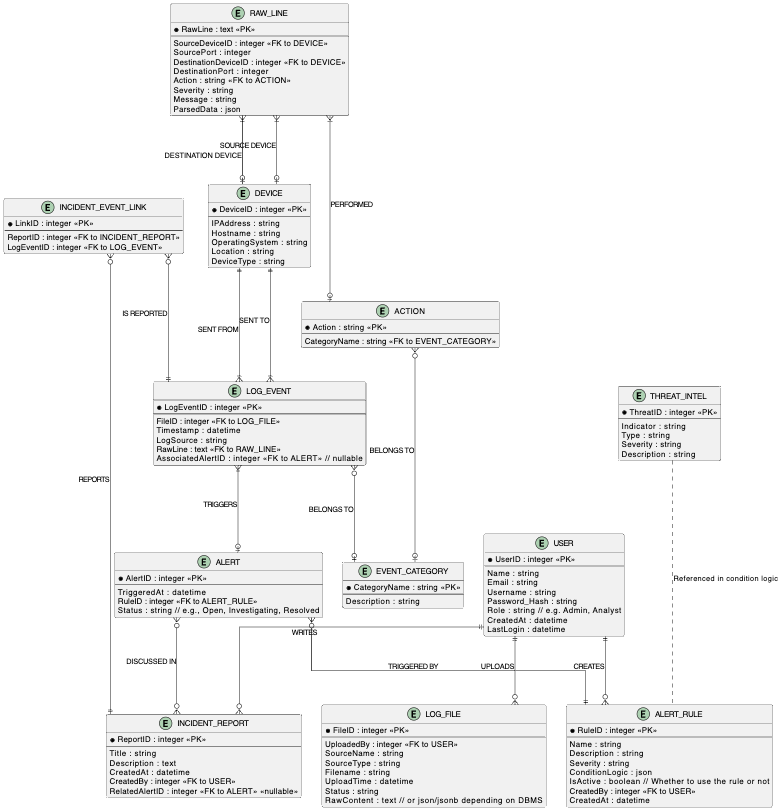 E RAW_LINE
● RawLine : text «PK»
SourceDeviceID : integer «FK to DEVICE»
SourcePort : integer
DestinationDeviceID : integer «FK to DEVICE»
DestinationPort : integer
Action : string «FK to ACTION»
Severity : string
Message : string
ParsedData : json
SOURCE DEVICE
DESTINATION DEVICE
PERFORMED
E DEVICE
● DeviceID : integer «PK»
IPAddress : string
Hostname : string
OperatingSystem : string
Location : string
DeviceType : string
E INCIDENT_EVENT_LINK
● LinkID : integer «PK»
ReportID : integer «FK to INCIDENT_REPORT»
LogEventID : integer «FK to LOG_EVENT»
IS REPORTED
SENT FROM
SENT TO
E ACTION
● Action : string «PK»
CategoryName : string «FK to EVENT_CATEGORY»
E LOG_EVENT
● LogEventID : integer «PK»
FileID : integer «FK to LOG_FILE»
Timestamp : datetime
LogSource : string
RawLine : text «FK to RAW_LINE»
AssociatedAlertID : integer «FK to ALERT» // nullable
E THREAT_INTEL
● ThreatID : integer «PK»
Indicator : string
Type : string
Severity : string
Description : string
BELONGS TO
REPORTS
TRIGGERS
BELONGS TO
E ALERT
● AlertID : integer «PK»
TriggeredAt : datetime
RuleID : integer «FK to ALERT_RULE»
Status : string // e.g., Open, Investigating, Resolved
E EVENT_CATEGORY
● CategoryName : string «PK»
Description : string
E USER
● UserID : integer «PK»
Name : string
Email : string
Username : string
Password_Hash : string
Role : string // e.g. Admin, Analyst
CreatedAt : datetime
LastLogin : datetime
Referenced in condition logic
WRITES
DISCUSSED IN
TRIGGERED BY
UPLOADS
CREATES
E INCIDENT_REPORT
● ReportID : integer «PK»
Title : string
Description : text
CreatedAt : datetime
CreatedBy : integer «FK to USER»
RelatedAlertID : integer «FK to ALERT» «nullable»
E LOG_FILE
● FileID : integer «PK»
UploadedBy : integer «FK to USER»
SourceName : string
SourceType : string
Filename : string
UploadTime : datetime
Status : string
RawContent : text // or json/jsonb depending on DBMS
E ALERT_RULE
● RuleID : integer «PK»
Name : string
Description : string
Severity : string
ConditionLogic : json
IsActive : boolean // Whether to use the rule or not
CreatedBy : integer «FK to USER»
CreatedAt : datetime